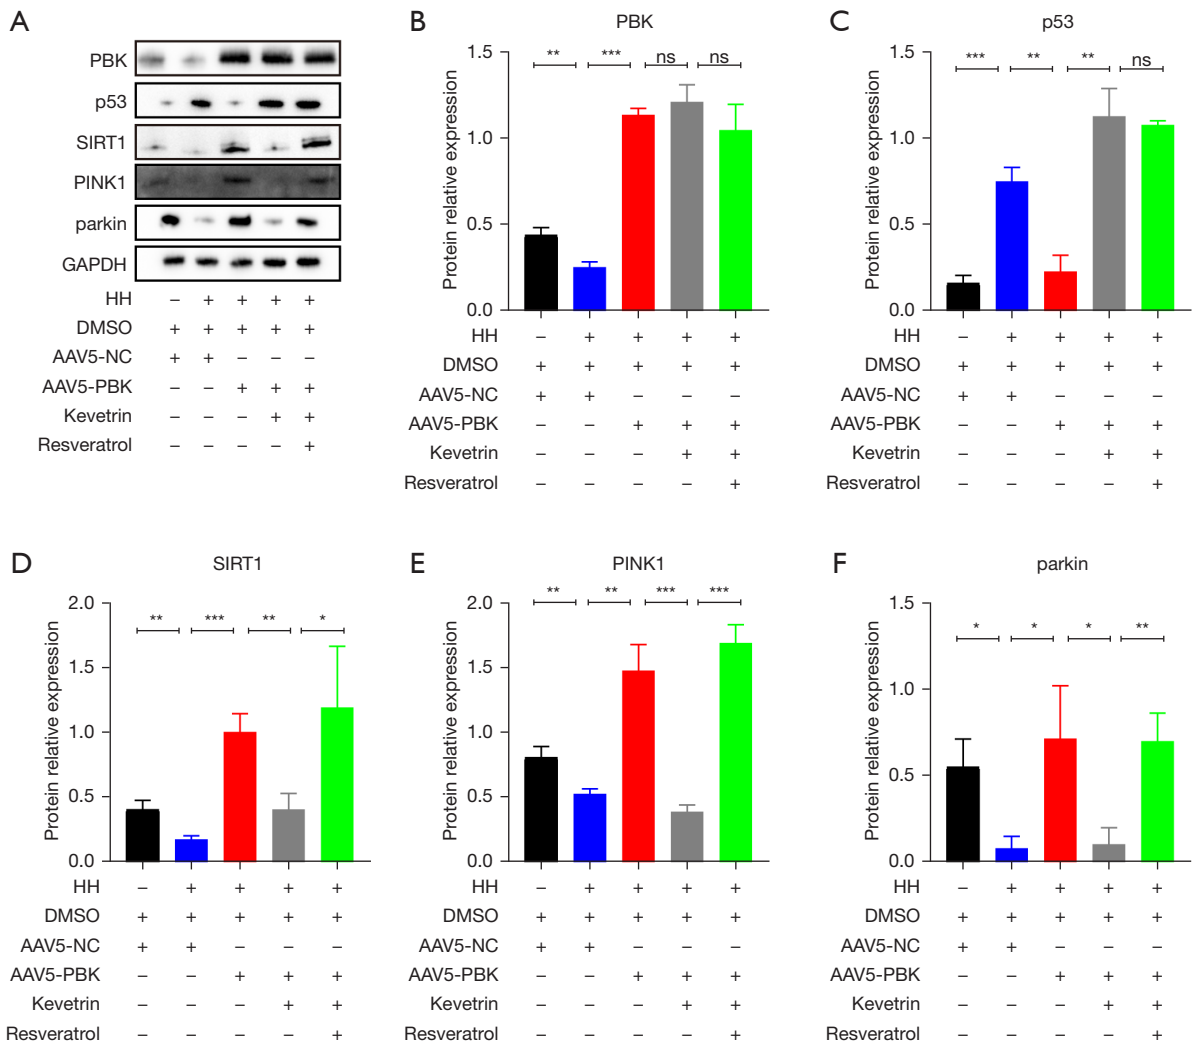 A
PBK
p53
SIRT1
PINK1
parkin
GAPDH
HH – + + + +
DMSO + + + + +
AAV5-NC + + – – –
AAV5-PBK – – + + +
Kevetrin – – – + +
Resveratrol – – – – +
B
PBK
Protein relative expression
1.5
1.0
0.5
0.0
** *** ns ns
HH – + + + +
DMSO + + + + +
AAV5-NC + + – – –
AAV5-PBK – – + + +
Kevetrin – – – + +
Resveratrol – – – – +
C
p53
Protein relative expression
1.5
1.0
0.5
0.0
*** ** ** ns
HH – + + + +
DMSO + + + + +
AAV5-NC + + – – –
AAV5-PBK – – + + +
Kevetrin – – – + +
Resveratrol – – – – +
D
SIRT1
Protein relative expression
2.0
1.5
1.0
0.5
0.0
** *** ** *
HH – + + + +
DMSO + + + + +
AAV5-NC + + – – –
AAV5-PBK – – + + +
Kevetrin – – – + +
Resveratrol – – – – +
E
PINK1
Protein relative expression
2.0
1.5
1.0
0.5
0.0
** ** *** ***
HH – + + + +
DMSO + + + + +
AAV5-NC + + – – –
AAV5-PBK – – + + +
Kevetrin – – – + +
Resveratrol – – – – +
F
parkin
Protein relative expression
1.5
1.0
0.5
0.0
* * * **
HH – + + + +
DMSO + + + + +
AAV5-NC + + – – –
AAV5-PBK – – + + +
Kevetrin – – – + +
Resveratrol – – – – +